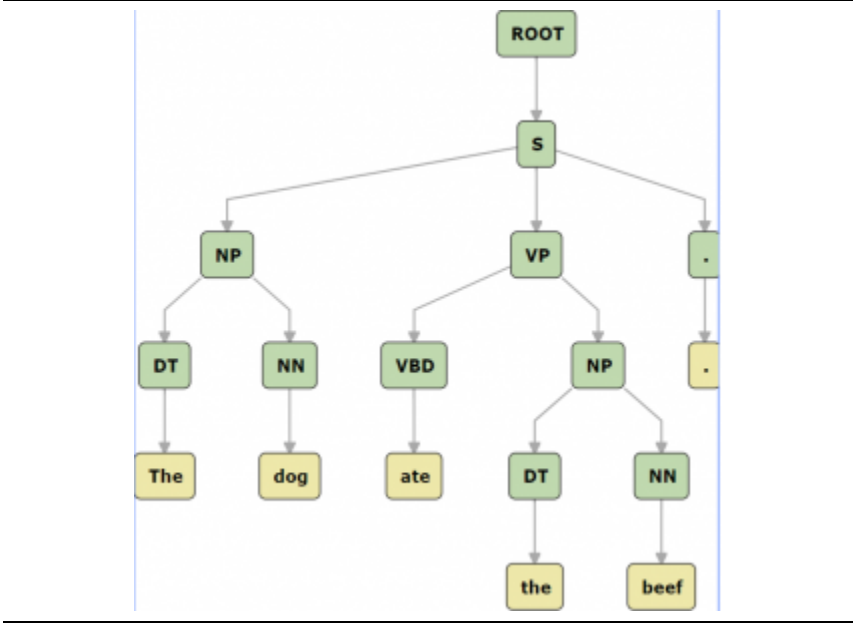 ROOT
S
NP VP .
DT NN VBD NP .
The dog ate DT NN
the beef